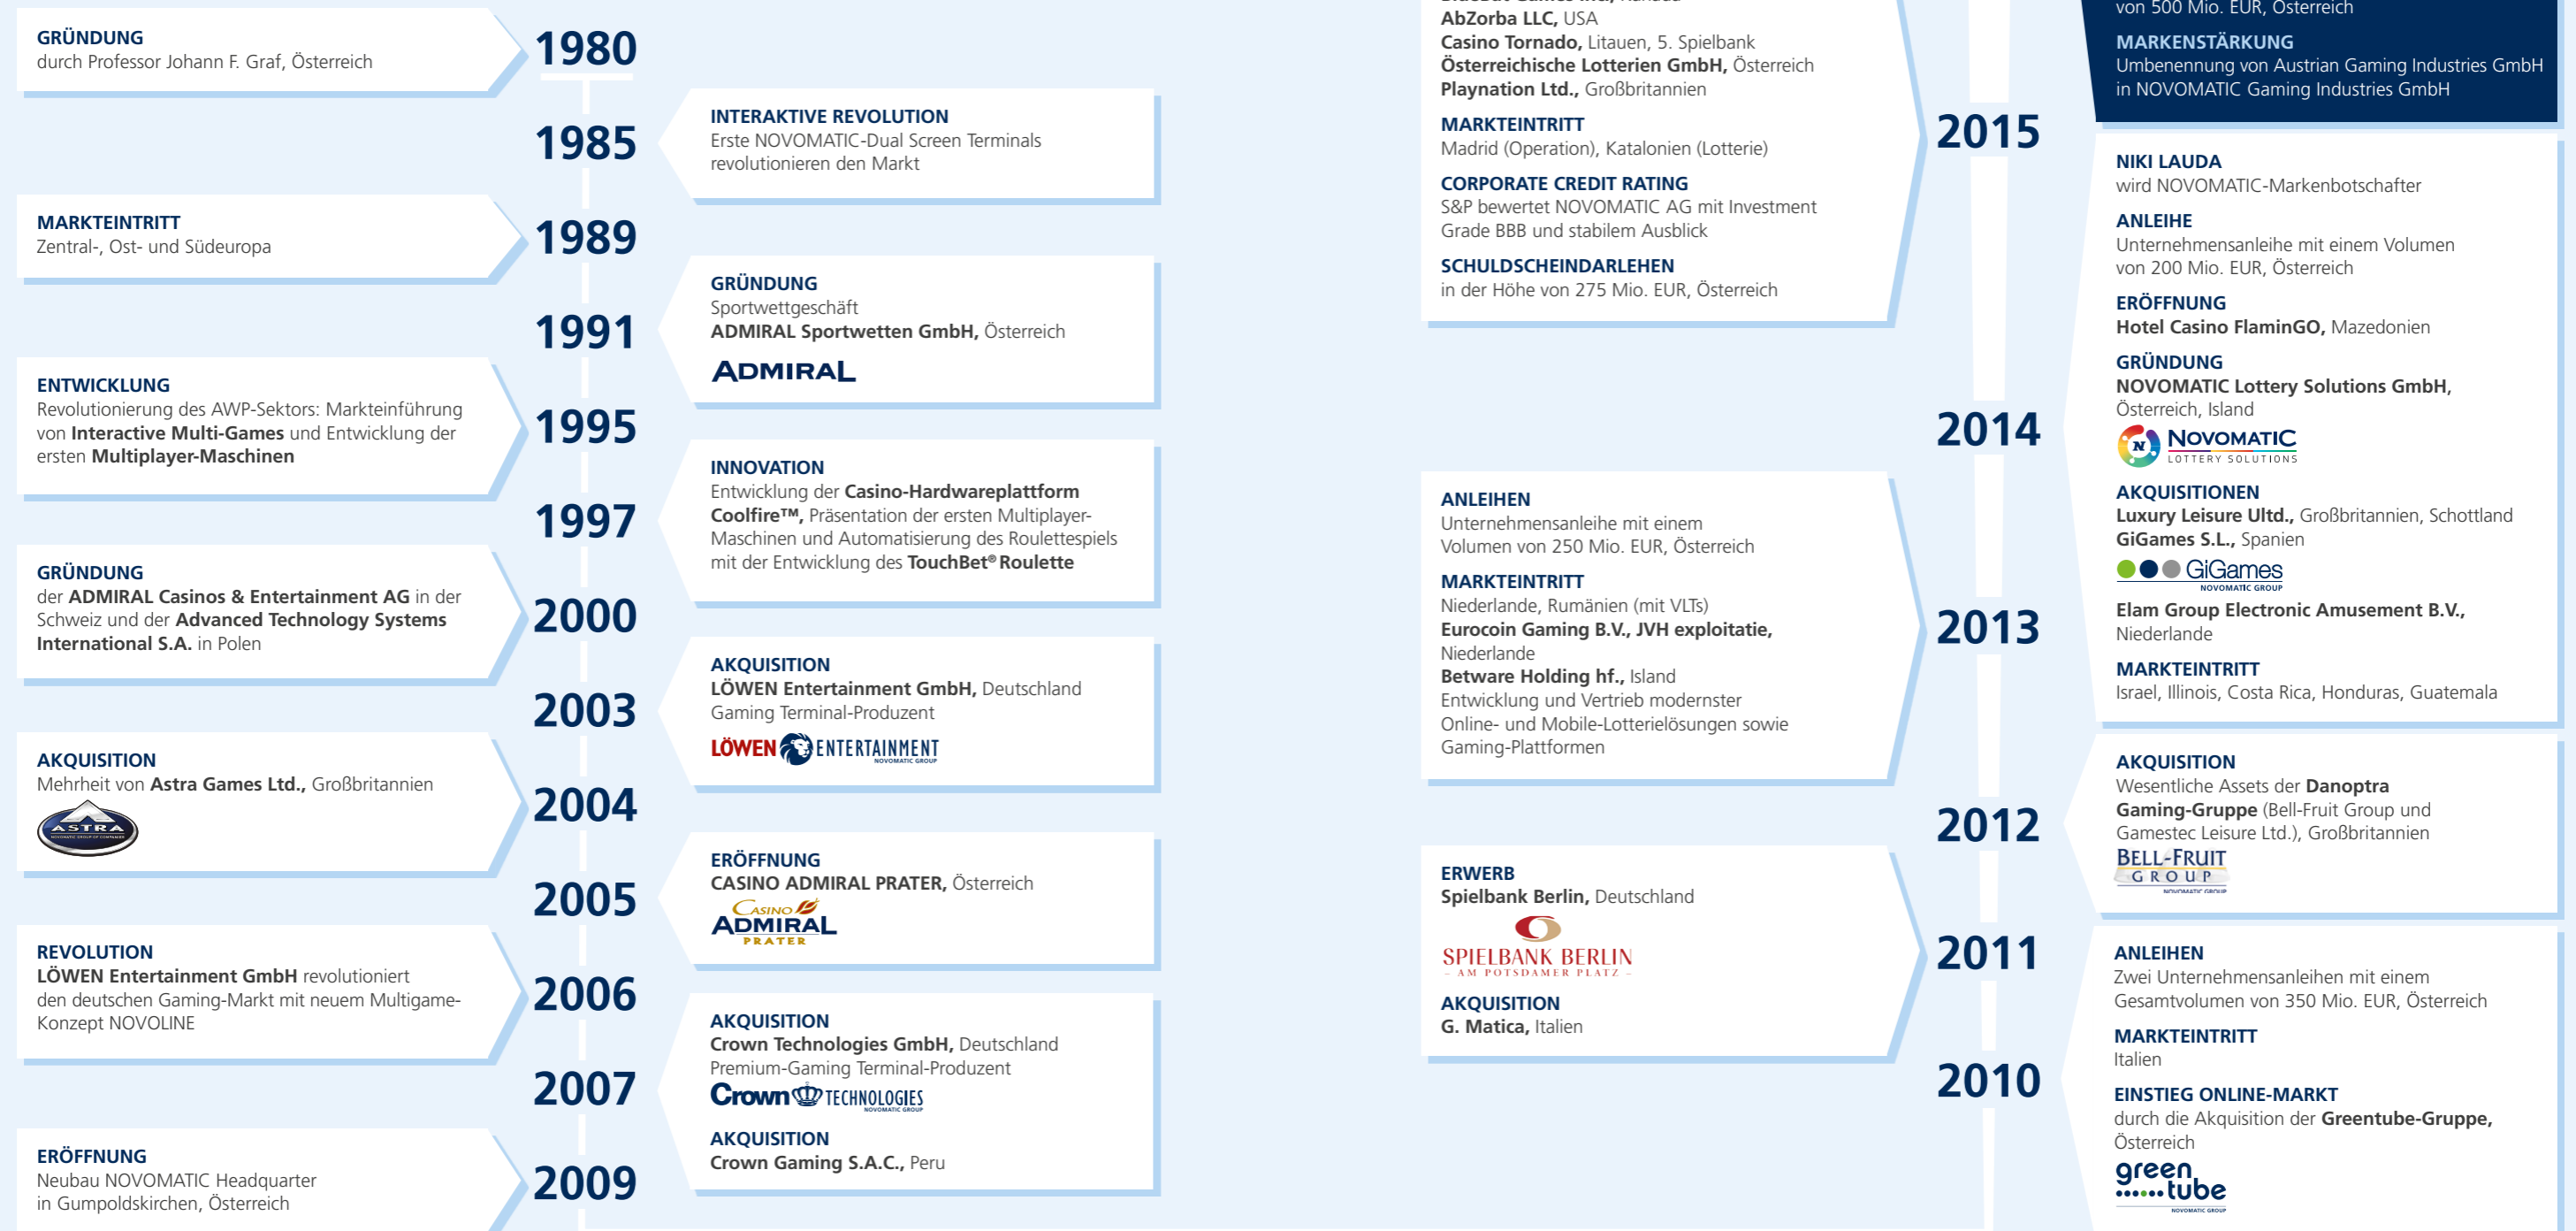 GRÜNDUNG
durch Professor Johann F. Graf, Österreich
1980
INTERAKTIVE REVOLUTION
Erste NOVOMATIC-Dual Screen Terminals
revolutionieren den Markt
1985
MARKTEINTRITT
Zentral-, Ost- und Südeuropa
1989
GRÜNDUNG
Sportwettgeschäft
ADMIRAL Sportwetten GmbH, Österreich
ADMIRAL
1991
ENTWICKLUNG
Revolutionierung des AWP-Sektors: Markteinführung
von Interactive Multi-Games und Entwicklung der
ersten Multiplayer-Maschinen
1995
INNOVATION
Entwicklung der Casino-Hardwareplattform
Coolfire™, Präsentation der ersten Multiplayer-
Maschinen und Automatisierung des Roulettespiels
mit der Entwicklung des TouchBet® Roulette
1997
GRÜNDUNG
der ADMIRAL Casinos & Entertainment AG in der
Schweiz und der Advanced Technology Systems
International S.A. in Polen
2000
AKQUISITION
LÖWEN Entertainment GmbH, Deutschland
Gaming Terminal-Produzent
LÖWEN ENTERTAINMENT
NOVOMATIC GROUP
2003
AKQUISITION
Mehrheit von Astra Games Ltd., Großbritannien
ASTRA
NOVOMATIC GROUP OF COMPANIES
2004
ERÖFFNUNG
CASINO ADMIRAL PRATER, Österreich
CASINO
ADMIRAL
PRATER
2005
REVOLUTION
LÖWEN Entertainment GmbH revolutioniert
den deutschen Gaming-Markt mit neuem Multigame-
Konzept NOVOLINE
2006
AKQUISITION
Crown Technologies GmbH, Deutschland
Premium-Gaming Terminal-Produzent
Crown TECHNOLOGIES
NOVOMATIC GROUP
AKQUISITION
Crown Gaming S.A.C., Peru
2007
ERÖFFNUNG
Neubau NOVOMATIC Headquarter
in Gumpoldskirchen, Österreich
2009
AbZorba LLC, USA
Casino Tornado, Litauen, 5. Spielbank
Österreichische Lotterien GmbH, Österreich
Playnation Ltd., Großbritannien
MARKTEINTRITT
Madrid (Operation), Katalonien (Lotterie)
CORPORATE CREDIT RATING
S&P bewertet NOVOMATIC AG mit Investment
Grade BBB und stabilem Ausblick
SCHULDSCHEINDARLEHEN
in der Höhe von 275 Mio. EUR, Österreich
2015
von 500 Mio. EUR, Österreich
MARKENSTÄRKUNG
Umbenennung von Austrian Gaming Industries GmbH
in NOVOMATIC Gaming Industries GmbH
NIKI LAUDA
wird NOVOMATIC-Markenbotschafter
ANLEIHE
Unternehmensanleihe mit einem Volumen
von 200 Mio. EUR, Österreich
ERÖFFNUNG
Hotel Casino FlaminGO, Mazedonien
GRÜNDUNG
NOVOMATIC Lottery Solutions GmbH,
Österreich, Island
N NOVOMATIC
LOTTERY SOLUTIONS
AKQUISITIONEN
Luxury Leisure Ultd., Großbritannien, Schottland
GiGames S.L., Spanien
GiGames
NOVOMATIC GROUP
Elam Group Electronic Amusement B.V.,
Niederlande
MARKTEINTRITT
Israel, Illinois, Costa Rica, Honduras, Guatemala
2014
ANLEIHEN
Unternehmensanleihe mit einem
Volumen von 250 Mio. EUR, Österreich
MARKTEINTRITT
Niederlande, Rumänien (mit VLTs)
Eurocoin Gaming B.V., JVH exploitatie,
Niederlande
Betware Holding hf., Island
Entwicklung und Vertrieb modernster
Online- und Mobile-Lotterielösungen sowie
Gaming-Plattformen
2013
AKQUISITION
Wesentliche Assets der Danoptra
Gaming-Gruppe (Bell-Fruit Group und
Gamestec Leisure Ltd.), Großbritannien
BELL-FRUIT
GROUP
NOVOMATIC GROUP
2012
ERWERB
Spielbank Berlin, Deutschland
SPIELBANK BERLIN
– AM POTSDAMER PLATZ –
AKQUISITION
G. Matica, Italien
2011
ANLEIHEN
Zwei Unternehmensanleihen mit einem
Gesamtvolumen von 350 Mio. EUR, Österreich
MARKTEINTRITT
Italien
EINSTIEG ONLINE-MARKT
durch die Akquisition der Greentube-Gruppe,
Österreich
green
tube
NOVOMATIC GROUP
2010